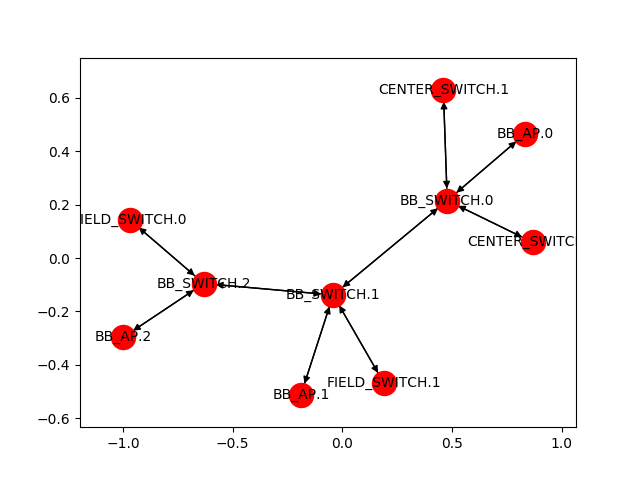 CENTER_SWITCH.1
BB_AP.0
BB_SWITCH.0
CENTER_SWITC
IELD_SWITCH.0
BB_SWITCH.2
BB_SWITCH.1
BB_AP.2
FIELD_SWITCH.1
BB_AP.1
0.6
0.4
0.2
0.0
−0.2
−0.4
−0.6
−1.0
−0.5
0.0
0.5
1.0